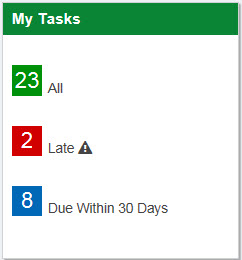 My Tasks
23 All
2 Late
8 Due Within 30 Days